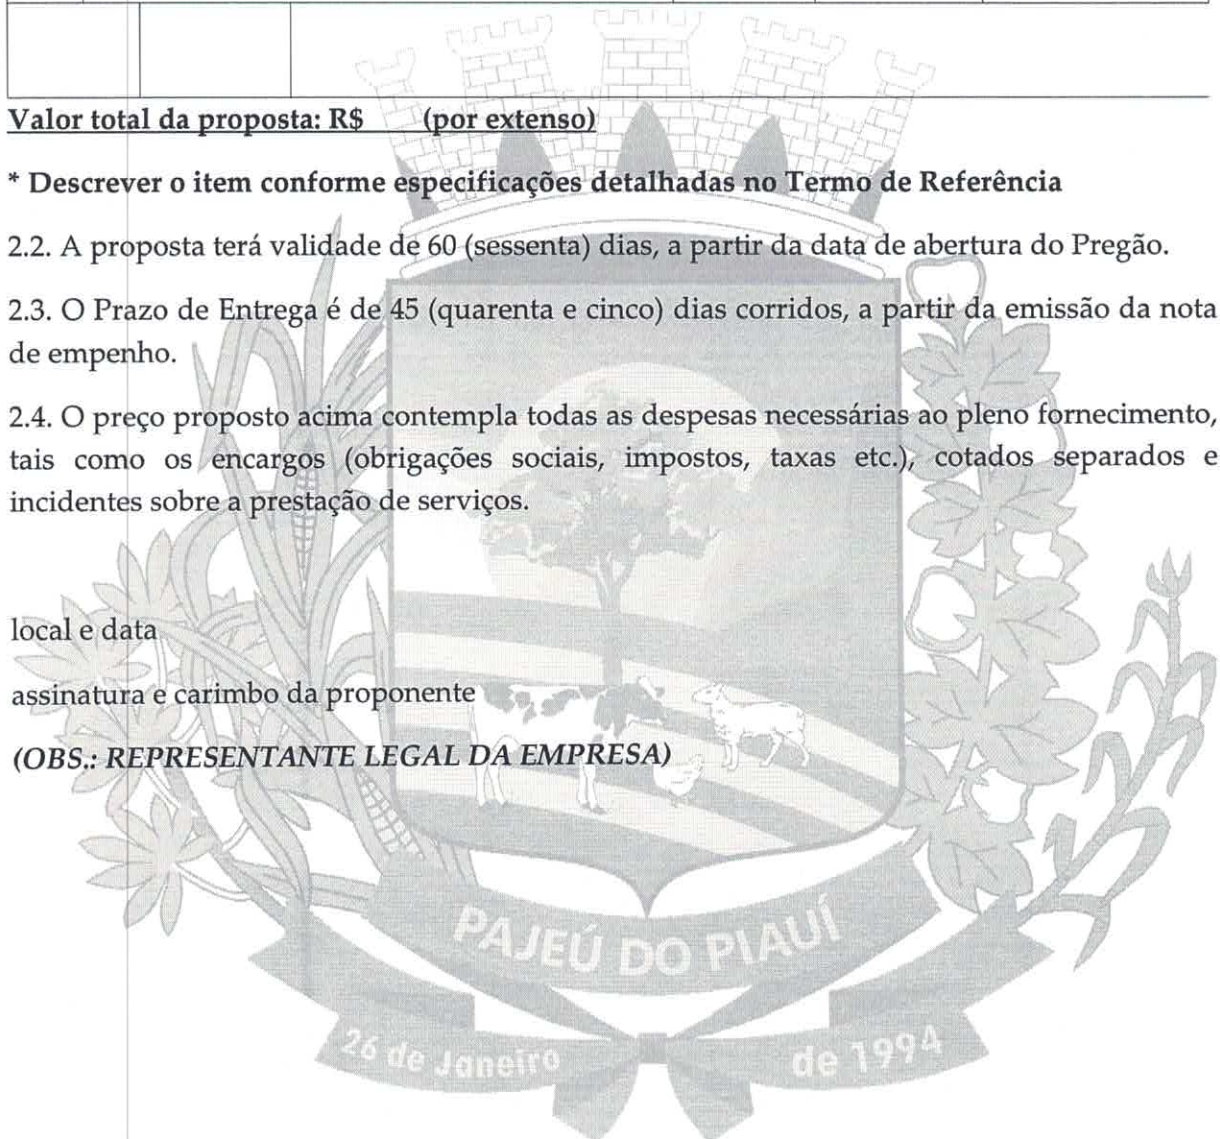 Valor total da proposta: R$ (por extenso)
* Descrever o item conforme especificações detalhadas no Termo de Referência
2.2. A proposta terá validade de 60 (sessenta) dias, a partir da data de abertura do Pregão.
2.3. O Prazo de Entrega é de 45 (quarenta e cinco) dias corridos, a partir da emissão da nota
de empenho.
2.4. O preço proposto acima contempla todas as despesas necessárias ao pleno fornecimento,
tais como os encargos (obrigações sociais, impostos, taxas etc.), cotados separados e
incidentes sobre a prestação de serviços.
local e data
assinatura e carimbo da proponente
(OBS.: REPRESENTANTE LEGAL DA EMPRESA)
PAJEÚ DO PIAUÍ
26 de Janeiro de 1994